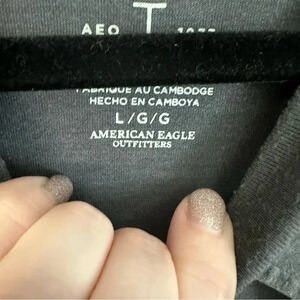 AEO T
FABRIQUE AU CAMBODGE
HECHO EN CAMBOYA
L/G/G
AMERICAN EAGLE
OUTFITTERS